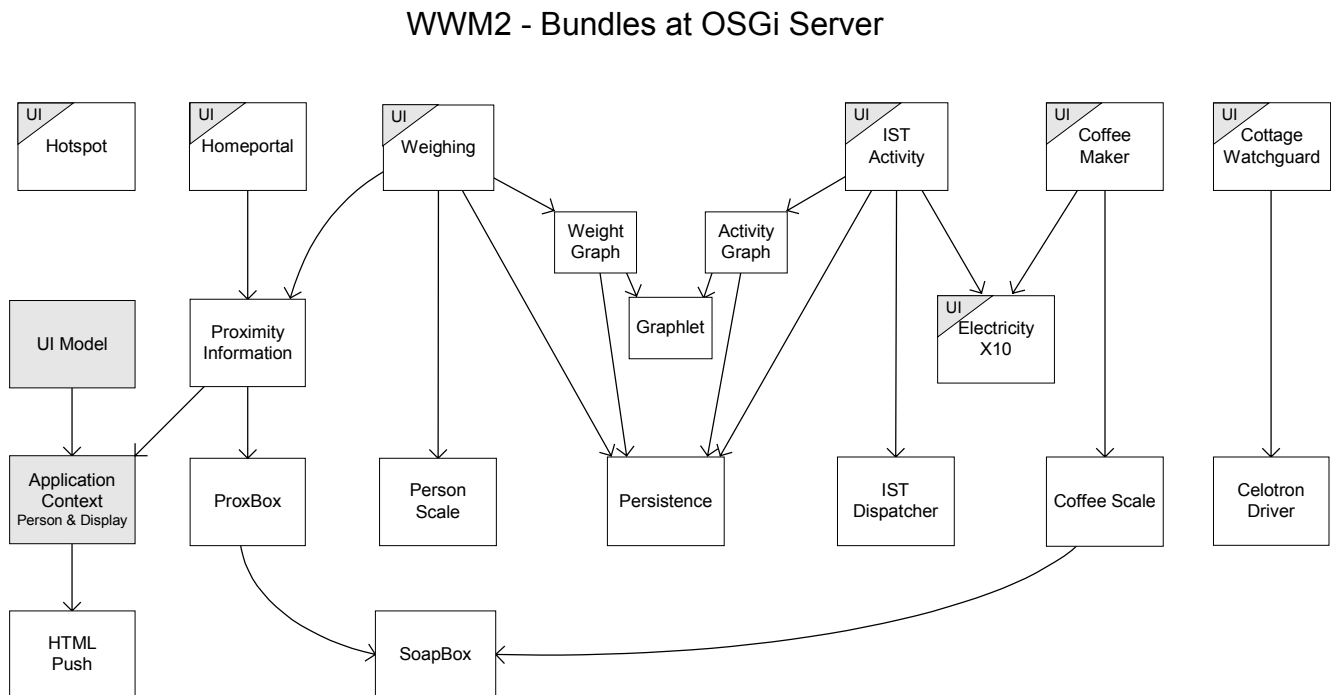 WWM2 - Bundles at OSGi Server
UI
Hotspot
UI
Homeportal
UI
Weighing
UI
IST
Activity
UI
Coffee
Maker
UI
Cottage
Watchguard
Weight
Graph
Activity
Graph
UI Model
Proximity
Information
Graphlet
UI
Electricity
X10
Application
Context
Person & Display
ProxBox
Person
Scale
Persistence
IST
Dispatcher
Coffee Scale
Celotron
Driver
HTML
Push
SoapBox